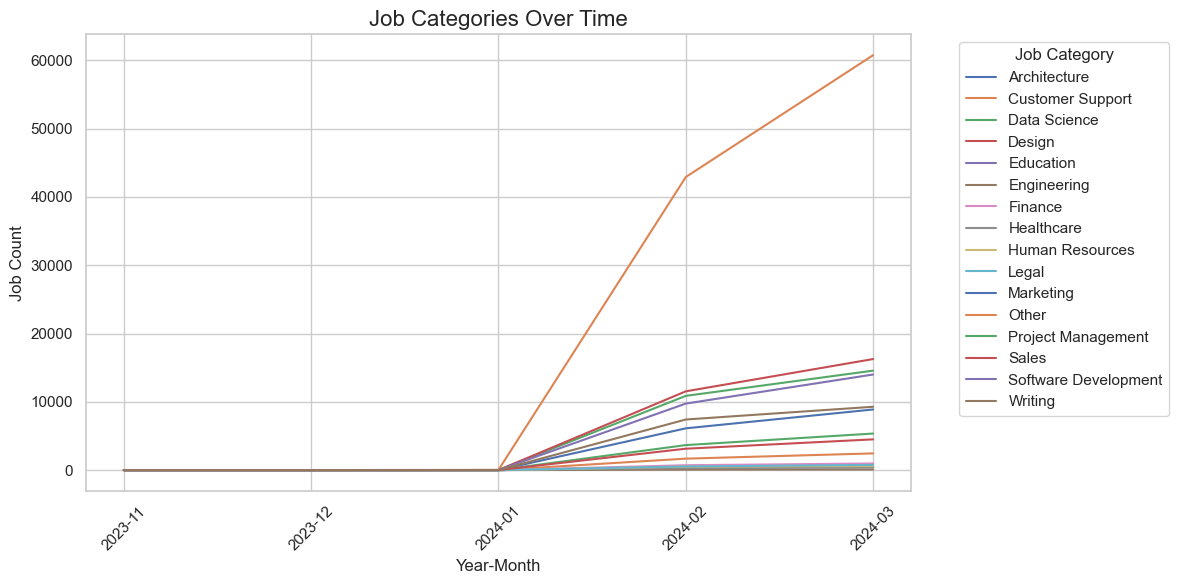 Job Categories Over Time
60000
50000
40000
30000
20000
10000
0
Job Count
2023-11
2023-12
2024-01
2024-02
2024-03
Year-Month
Job Category
Architecture
Customer Support
Data Science
Design
Education
Engineering
Finance
Healthcare
Human Resources
Legal
Marketing
Other
Project Management
Sales
Software Development
Writing